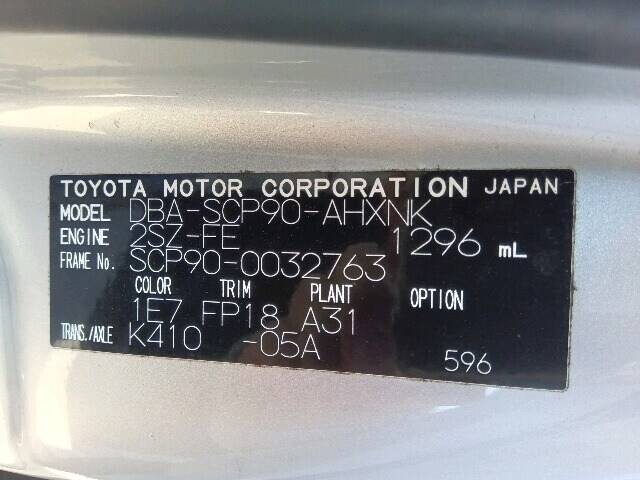 TOYOTA MOTOR CORPORATION JAPAN
MODEL DBA-SCP90-AHXNK
ENGINE 2SZ-FE 1296 mL
FRAME No. SCP90-0032763
COLOR TRIM PLANT OPTION
1E7 FP18 A31
TRANS./AXLE K410 -05A
596